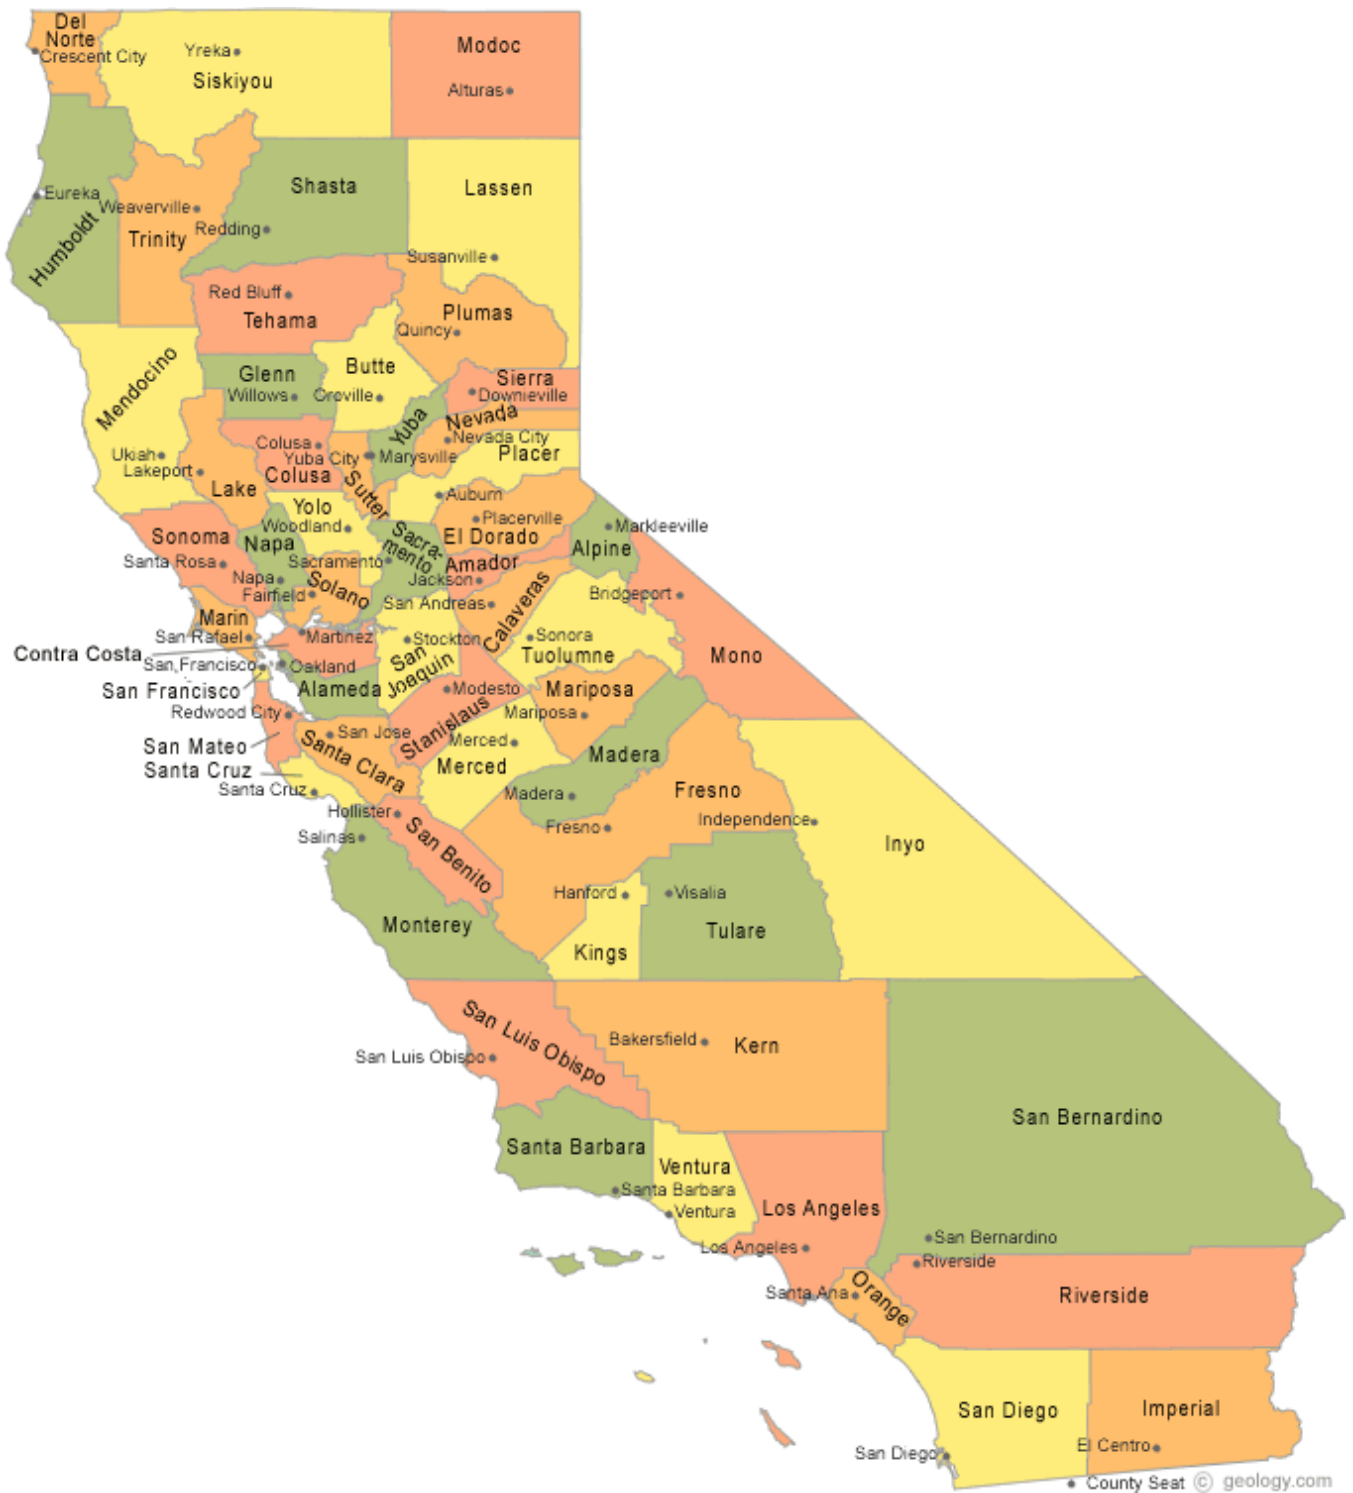 Del
Norte
Crescent City
Yreka
Siskiyou
Modoc
Alturas
Eureka
Humboldt
Weaverville
Trinity
Shasta
Redding
Lassen
Susanville
Red Bluff
Tehama
Plumas
Quincy
Mendocino
Ukiah
Glenn
Willows
Butte
Oroville
Sierra
Downieville
Yuba
Marysville
Nevada
Nevada City
Placer
Auburn
Lakeport
Lake
Colusa
Colusa
Yuba City
Sutter
Yolo
Woodland
Sonoma
Santa Rosa
Napa
Napa
Sacramento
Sacra-
mento
Placerville
El Dorado
Markleeville
Alpine
Amador
Jackson
Solano
Fairfield
San Andreas
Calaveras
Bridgeport
Mono
Marin
San Rafael
Martinez
Contra Costa
Stockton
San
Joaquin
Sonora
Tuolumne
San Francisco
San Francisco
Oakland
Alameda
Modesto
Stanislaus
Mariposa
Mariposa
Redwood City
San Mateo
San Jose
Santa Clara
Merced
Merced
Madera
Madera
Santa Cruz
Santa Cruz
Fresno
Fresno
Independence
Inyo
Hollister
San Benito
Salinas
Monterey
Hanford
Kings
Visalia
Tulare
San Luis Obispo
San Luis Obispo
Bakersfield
Kern
San Bernardino
San Bernardino
Santa Barbara
Santa Barbara
Ventura
Ventura
Los Angeles
Los Angeles
Riverside
Riverside
Santa Ana
Orange
San Diego
San Diego
Imperial
El Centro
County Seat © geology.com